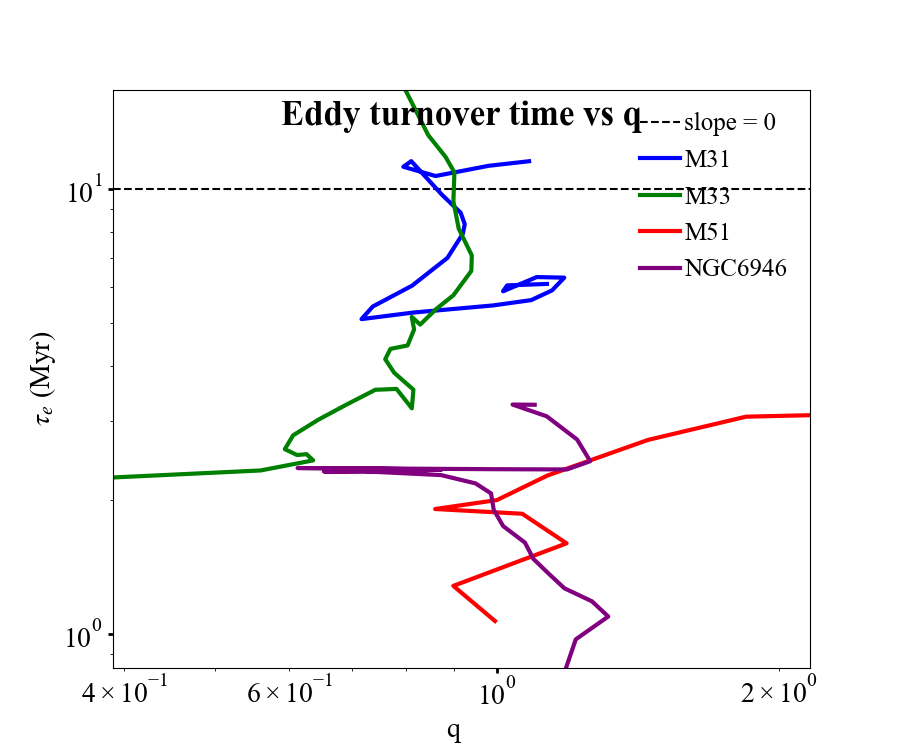 Eddy turnover time vs q
slope = 0
M31
M33
M51
NGC6946
10¹
10⁰
τₑ (Myr)
4 × 10⁻¹
6 × 10⁻¹
10⁰
2 × 10⁰
q